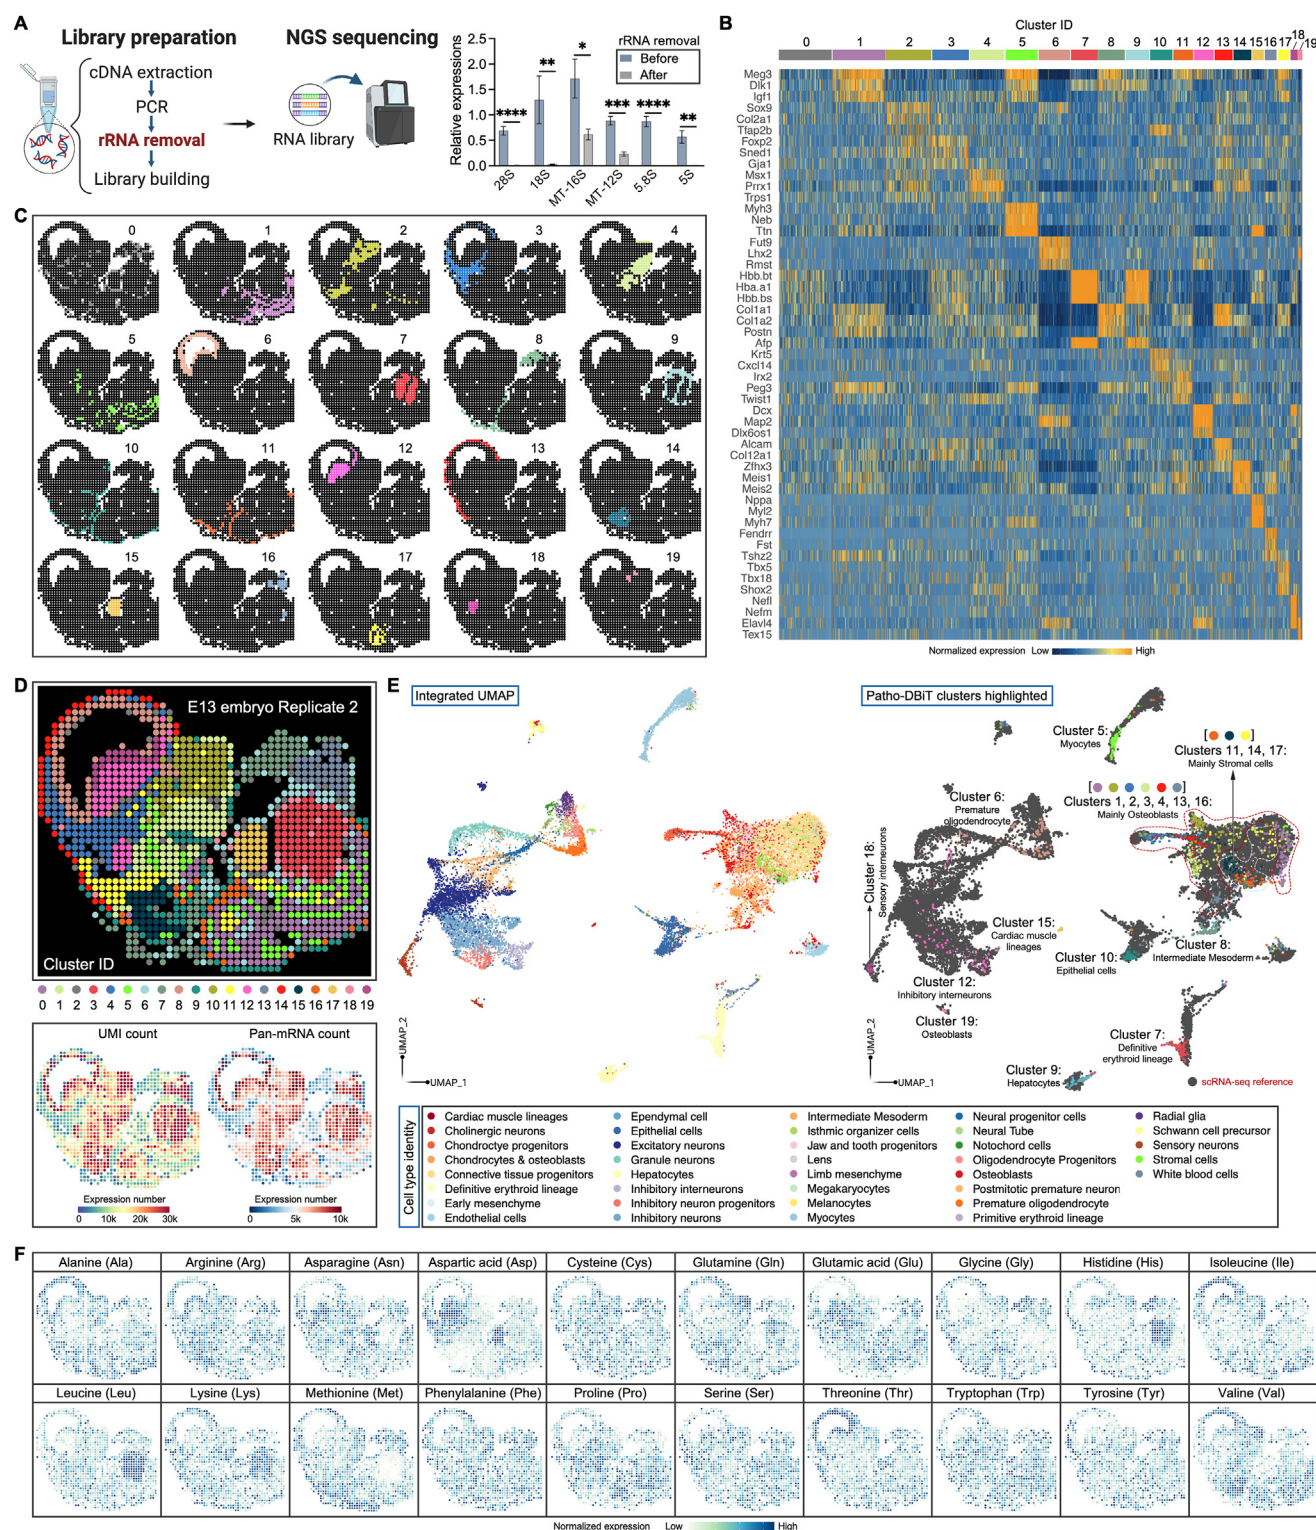 A
Library preparation
NGS sequencing
cDNA extraction
PCR
rRNA removal
Library building
RNA library
Relative expressions
2.5
2.0
1.5
1.0
0.5
0.0
rRNA removal
Before
After
****
**
*
***
****
**
28S
18S
MT-16S
MT-12S
5.8S
5S
B
Cluster ID
0 1 2 3 4 5 6 7 8 9 10 11 12 13 14 15 16 17 18 19
Meg3
Dlk1
Igf1
Sox9
Col2a1
Tfap2b
Foxp2
Sned1
Gja1
Msx1
Prrx1
Trps1
Myh3
Neb
Ttn
Fut9
Lhx2
Rmst
Hbb.bt
Hba.a1
Hbb.bs
Col1a1
Col1a2
Postn
Afp
Krt5
Cxcl14
Irx2
Peg3
Twist1
Dcx
Map2
Dlx6os1
Alcam
Col12a1
Zfhx3
Meis1
Meis2
Nppa
Myl2
Myh7
Fendrr
Fst
Tshz2
Tbx5
Tbx18
Shox2
Nefl
Nefm
Elavl4
Tex15
Normalized expression Low High
C
0 1 2 3 4
5 6 7 8 9
10 11 12 13 14
15 16 17 18 19
D
E13 embryo Replicate 2
Cluster ID
0 1 2 3 4 5 6 7 8 9 10 11 12 13 14 15 16 17 18 19
UMI count
Pan-mRNA count
Expression number
0 10k 20k 30k
Expression number
0 5k 10k
E
Integrated UMAP
UMAP_2
UMAP_1
Patho-DBiT clusters highlighted
Cluster 5:
Myocytes
[ ]
Clusters 11, 14, 17:
Mainly Stromal cells
[ ]
Clusters 1, 2, 3, 4, 13, 16:
Mainly Osteoblasts
Cluster 6:
Premature
oligodendrocyte
Cluster 18:
Sensory interneurons
Cluster 15:
Cardiac muscle
lineages
Cluster 10:
Epithelial cells
Cluster 8:
Intermediate Mesoderm
Cluster 12:
Inhibitory interneurons
Cluster 19:
Osteoblasts
Cluster 7:
Definitive
erythroid lineage
Cluster 9:
Hepatocytes
scRNA-seq reference
UMAP_2
UMAP_1
Cell type identity
Cardiac muscle lineages
Cholinergic neurons
Chondroctye progenitors
Chondrocytes & osteoblasts
Connective tissue progenitors
Definitive erythroid lineage
Early mesenchyme
Endothelial cells
Ependymal cell
Epithelial cells
Excitatory neurons
Granule neurons
Hepatocytes
Inhibitory interneurons
Inhibitory neuron progenitors
Inhibitory neurons
Intermediate Mesoderm
Isthmic organizer cells
Jaw and tooth progenitors
Lens
Limb mesenchyme
Megakaryocytes
Melanocytes
Myocytes
Neural progenitor cells
Neural Tube
Notochord cells
Oligodendrocyte Progenitors
Osteoblasts
Postmitotic premature neuron
Premature oligodendrocyte
Primitive erythroid lineage
Radial glia
Schwann cell precursor
Sensory neurons
Stromal cells
White blood cells
F
Alanine (Ala) Arginine (Arg) Asparagine (Asn) Aspartic acid (Asp) Cysteine (Cys) Glutamine (Gln) Glutamic acid (Glu) Glycine (Gly) Histidine (His) Isoleucine (Ile)
Leucine (Leu) Lysine (Lys) Methionine (Met) Phenylalanine (Phe) Proline (Pro) Serine (Ser) Threonine (Thr) Tryptophan (Trp) Tyrosine (Tyr) Valine (Val)
Normalized expression Low High